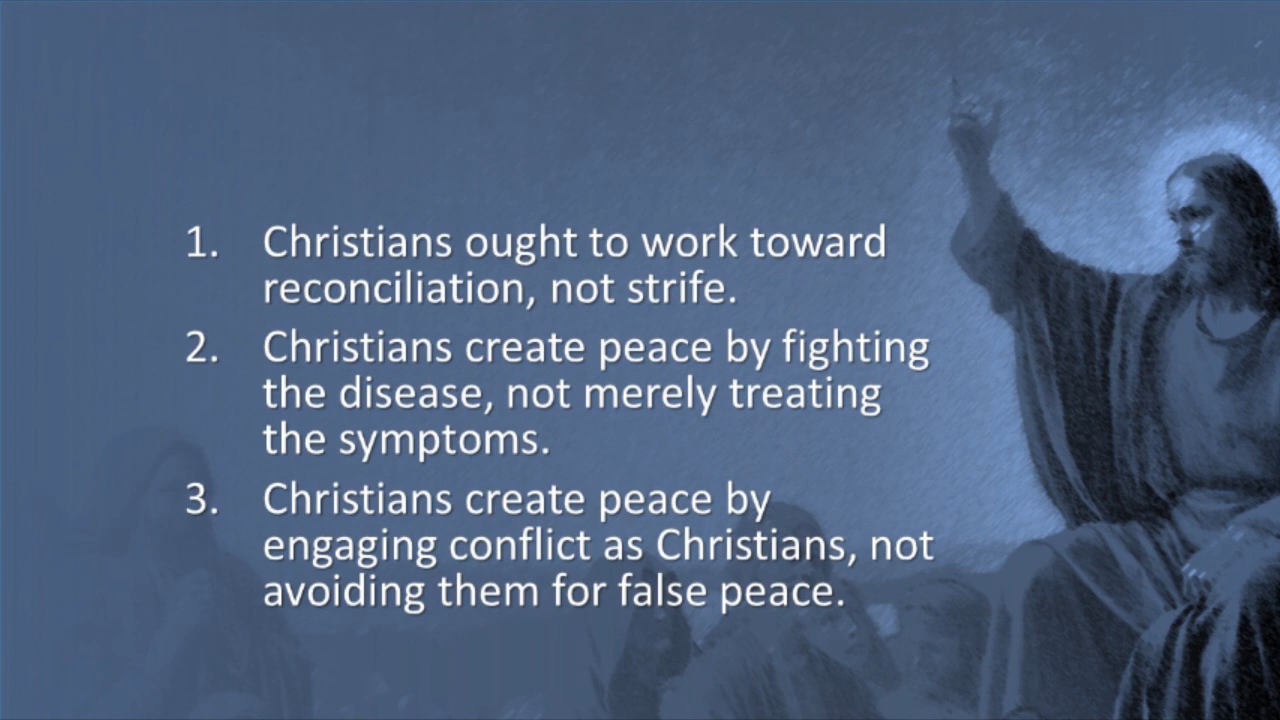 1. Christians ought to work toward
reconciliation, not strife.
2. Christians create peace by fighting
the disease, not merely treating
the symptoms.
3. Christians create peace by
engaging conflict as Christians, not
avoiding them for false peace.